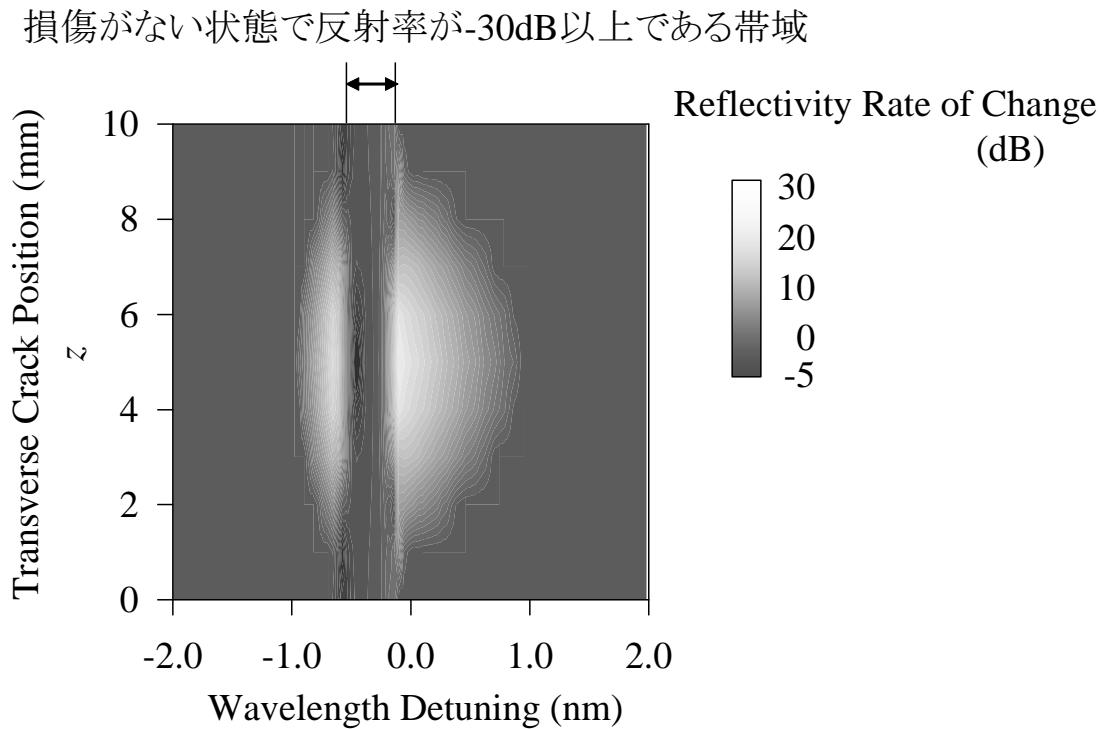 損傷がない状態で反射率が-30dB以上である帯域
Reflectivity Rate of Change
(dB)
30
20
10
0
-5
Transverse Crack Position (mm)
z
10
8
6
4
2
0
-2.0 -1.0 0.0 1.0 2.0
Wavelength Detuning (nm)